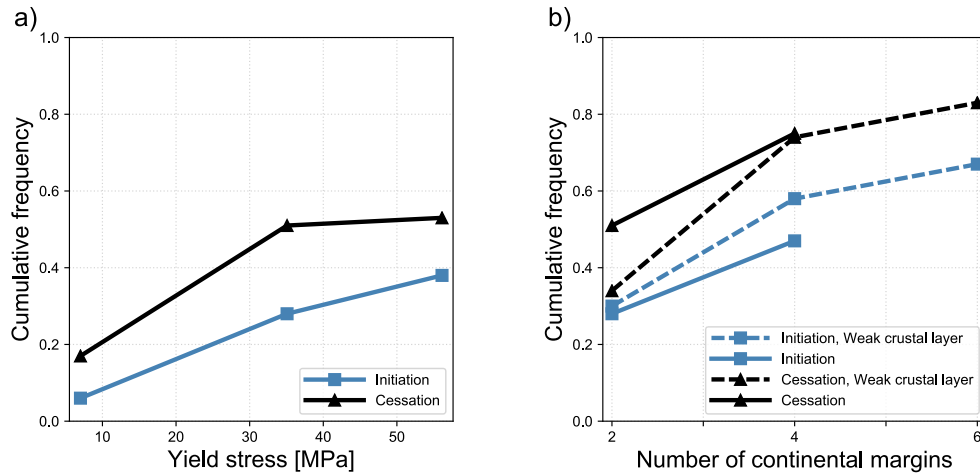 a)
1.0
0.8
0.6
0.4
0.2
0.0
Cumulative frequency
10 20 30 40 50
Yield stress [MPa]
Initiation
Cessation
b)
1.0
0.8
0.6
0.4
0.2
0.0
Cumulative frequency
2 4 6
Number of continental margins
Initiation, Weak crustal layer
Initiation
Cessation, Weak crustal layer
Cessation